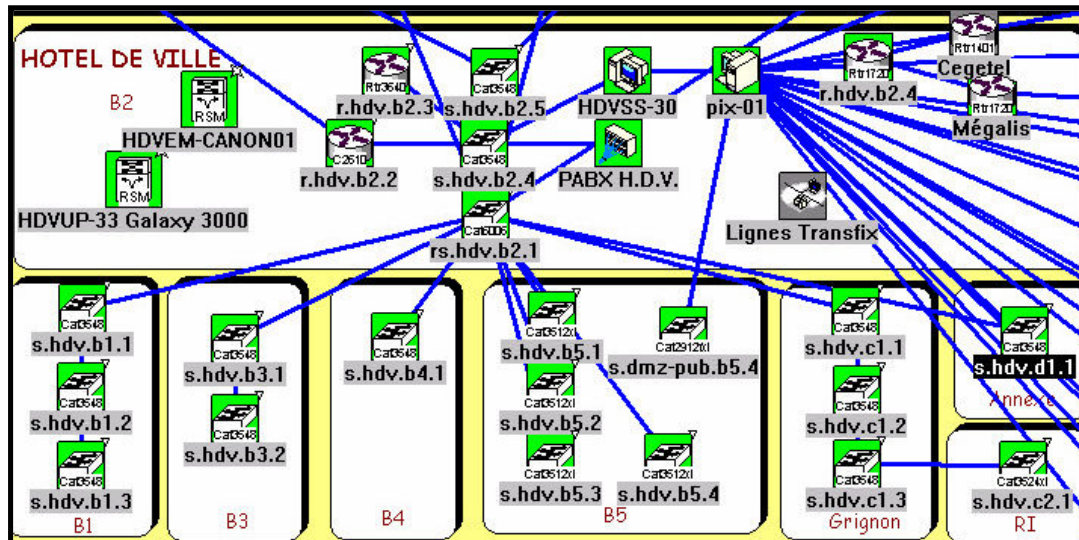 HOTEL DE VILLE
B2
RSM
HDVEM-CANON01
RSM
HDVUP-33 Galaxy 3000
Rtr3640
r.hdv.b2.3
Cat3548
s.hdv.b2.5
HDVSS-30
pix-01
Rtr1720
r.hdv.b2.4
Rtr1401
Cegetel
Rtr1720
Mégalis
C2610
r.hdv.b2.2
Cat3548
s.hdv.b2.4
PABX H.D.V.
Cat6006
rs.hdv.b2.1
Lignes Transfix
Cat3548
s.hdv.b1.1
Cat3548
s.hdv.b1.2
Cat3548
s.hdv.b1.3
B1
Cat3548
s.hdv.b3.1
Cat3548
s.hdv.b3.2
B3
Cat3548
s.hdv.b4.1
B4
Cat3512xl
s.hdv.b5.1
Cat2912xl
s.dmz-pub.b5.4
Cat3512xl
s.hdv.b5.2
Cat3512xl
s.hdv.b5.3
Cat3512xl
s.hdv.b5.4
B5
Cat3548
s.hdv.c1.1
Cat3548
s.hdv.c1.2
Cat3548
s.hdv.c1.3
Grignon
Cat3548
s.hdv.d1.1
Annexe
Cat3524xl
s.hdv.c2.1
RI